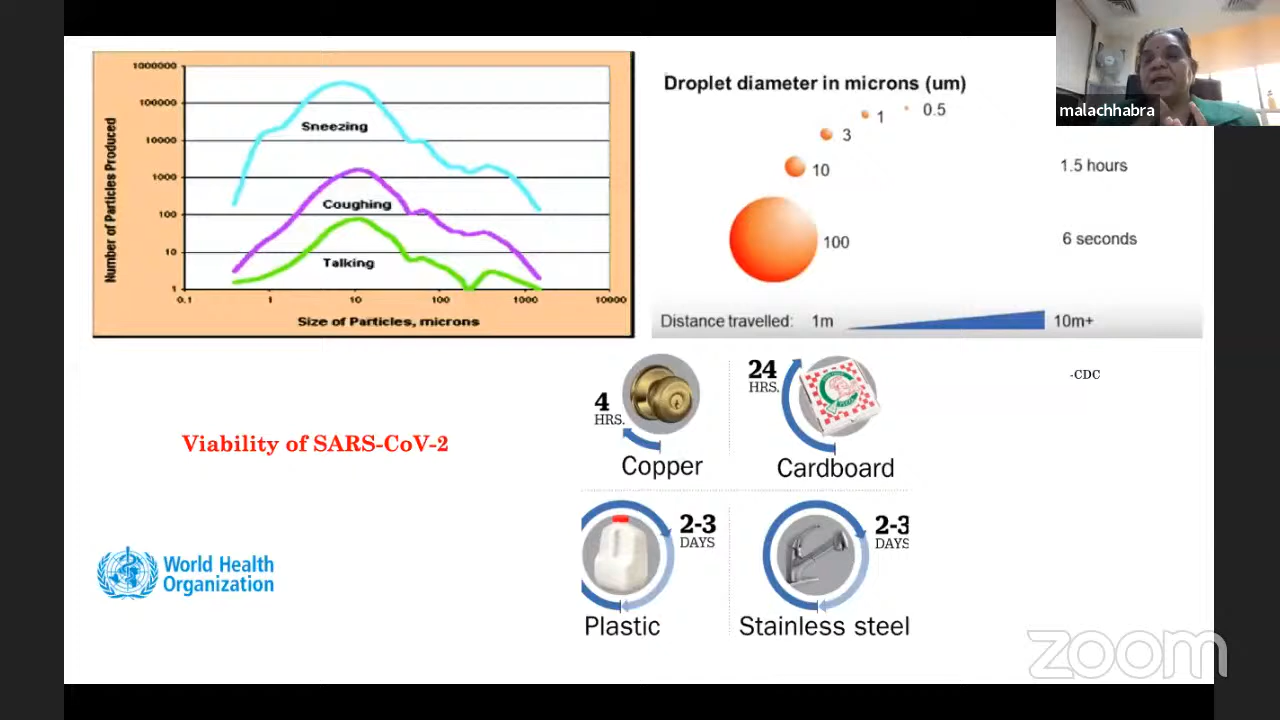 1000000
100000
10000
1000
100
10
1
Number of Particles Produced
Sneezing
Coughing
Talking
0.1 1 10 100 1000 10000
Size of Particles, microns
Droplet diameter in microns (um)
0.5
1
3
10
1.5 hours
100
6 seconds
Distance travelled: 1m 10m+
malachhabra
-CDC
Viability of SARS-CoV-2
4
HRS.
Copper
24
HRS.
Cardboard
2-3
DAYS
Plastic
2-3
DAYS
Stainless steel
World Health
Organization
zoom